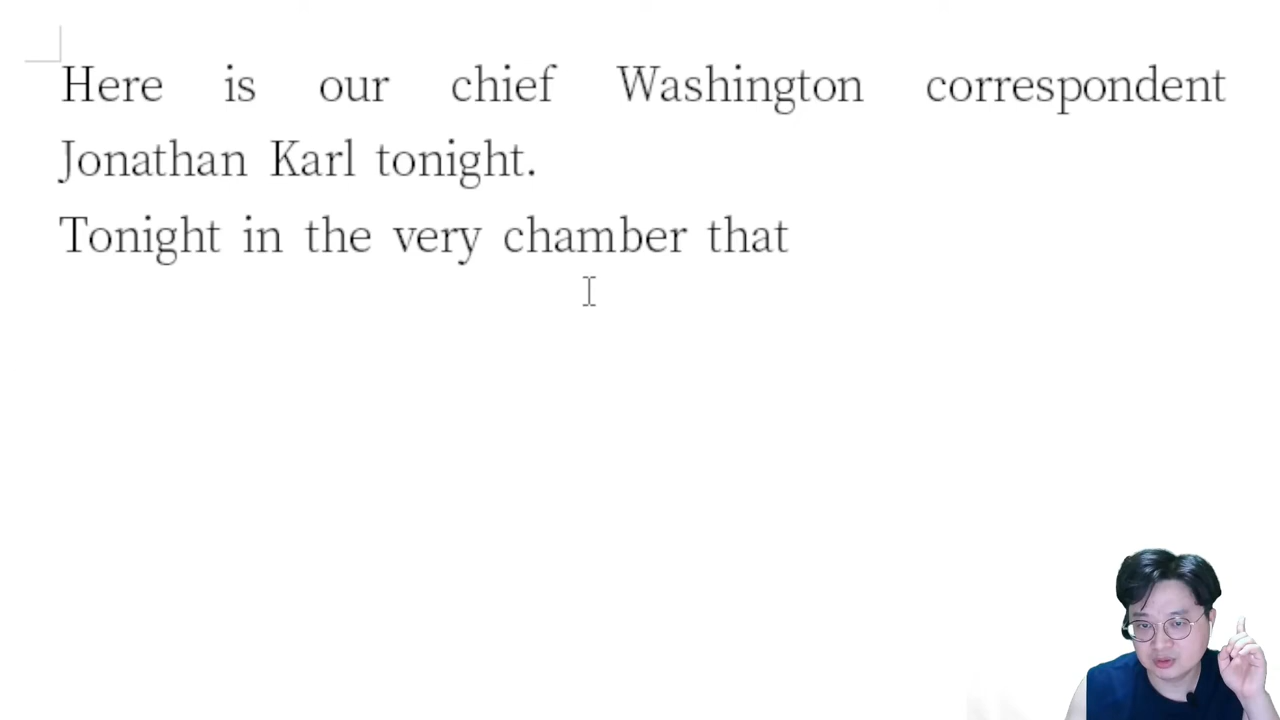 Here is our chief Washington correspondent
Jonathan Karl tonight.
Tonight in the very chamber that